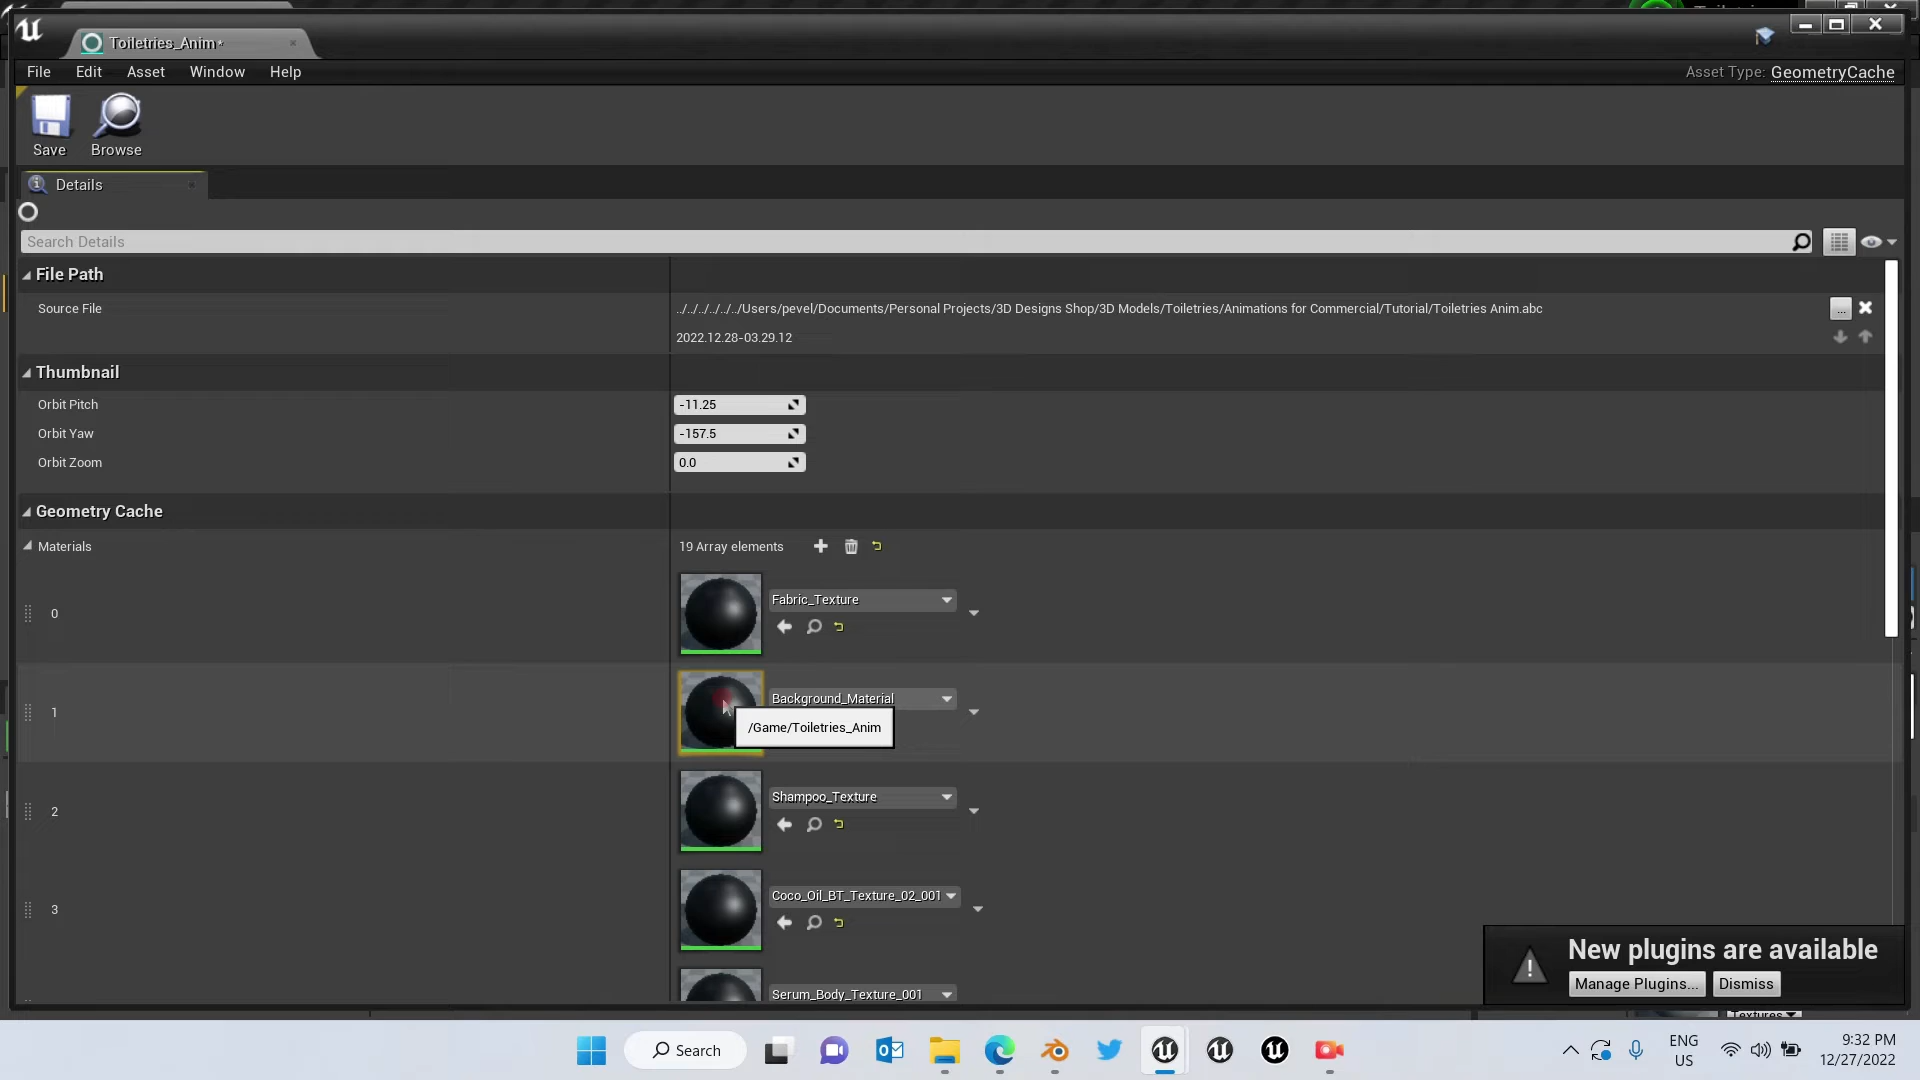 Toiletries_Anim*
File Edit Asset Window Help
Asset Type: GeometryCache
Save Browse
Details
Search Details
File Path
Source File
../../../../../../Users/pevel/Documents/Personal Projects/3D Designs Shop/3D Models/Toiletries/Animations for Commercial/Tutorial/Toiletries Anim.abc
...
2022.12.28-03.29.12
Thumbnail
Orbit Pitch -11.25
Orbit Yaw -157.5
Orbit Zoom 0.0
Geometry Cache
Materials 19 Array elements
0 Fabric_Texture
1 Background_Material
/Game/Toiletries_Anim
2 Shampoo_Texture
3 Coco_Oil_BT_Texture_02_001
Serum_Body_Texture_001
New plugins are available
Manage Plugins... Dismiss
Textures
Search
ENG
US
9:32 PM
12/27/2022